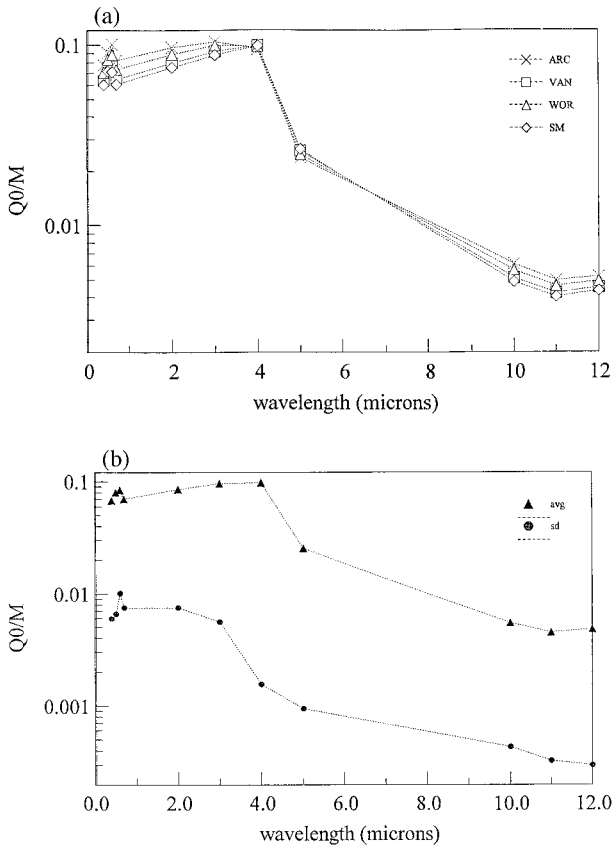 (a)
0.1
0.01
Q0/M
ARC
VAN
WOR
SM
0 2 4 6 8 10 12
wavelength (microns)
(b)
0.1
0.01
0.001
Q0/M
avg
sd
0.0 2.0 4.0 6.0 8.0 10.0 12.0
wavelength (microns)